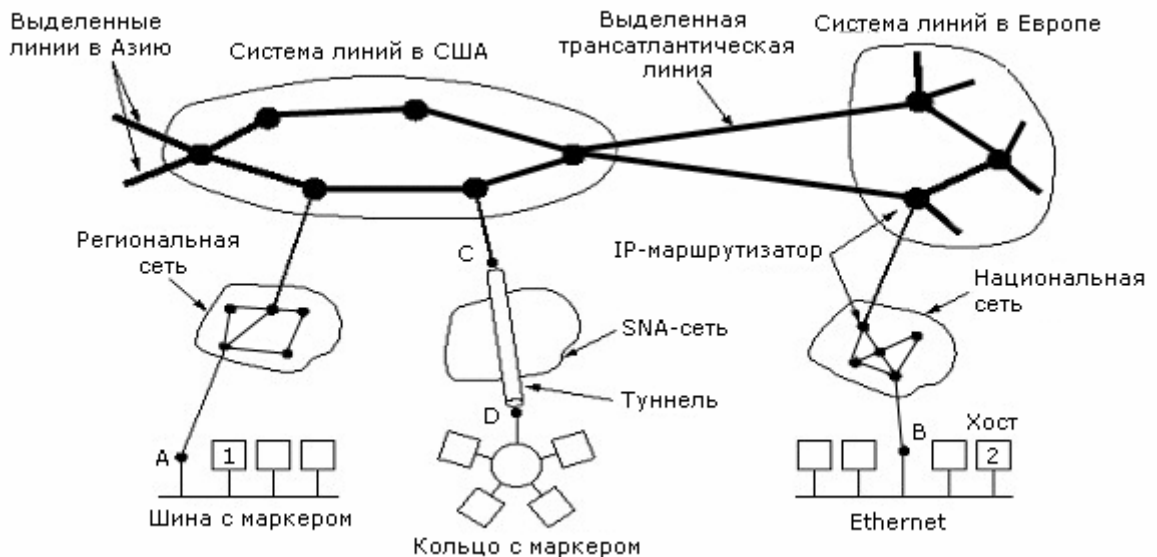 Выделенные
линии в Азию
Система линий в США
Выделенная
трансатлантическая
линия
Система линий в Европе
Региональная
сеть
C
IP-маршрутизатор
Национальная
сеть
SNA-сеть
Туннель
D
A
1
B
Хост
2
Шина с маркером
Кольцо с маркером
Ethernet